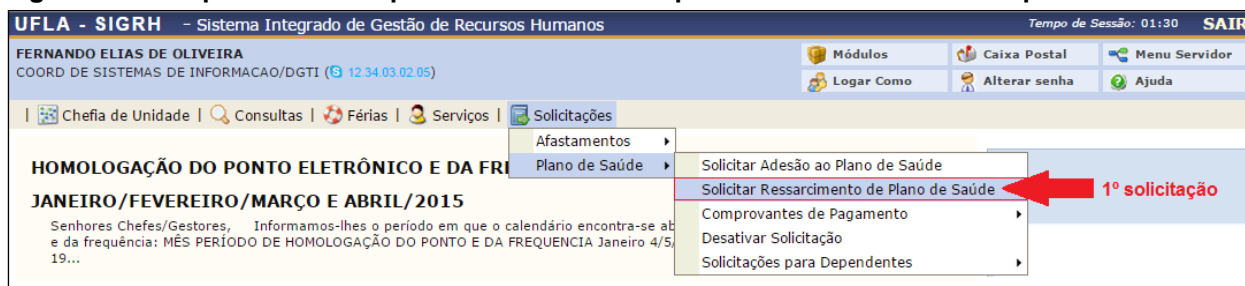 UFLA - SIGRH - Sistema Integrado de Gestão de Recursos Humanos
Tempo de Sessão: 01:30 SAIR
FERNANDO ELIAS DE OLIVEIRA
COORD DE SISTEMAS DE INFORMACAO/DGTI (S 12.34.03.02.05)
Módulos
Caixa Postal
Menu Servidor
Logar Como
Alterar senha
Ajuda
| Chefia de Unidade | Consultas | Férias | Serviços | Solicitações
Afastamentos
Plano de Saúde
Solicitar Adesão ao Plano de Saúde
Solicitar Ressarcimento de Plano de Saúde
1º solicitação
Comprovantes de Pagamento
Desativar Solicitação
Solicitações para Dependentes
HOMOLOGAÇÃO DO PONTO ELETRÔNICO E DA FR
JANEIRO/FEVEREIRO/MARÇO E ABRIL/2015
Senhores Chefes/Gestores, Informamos-lhes o período em que o calendário encontra-se
e da frequência: MÊS PERÍODO DE HOMOLOGAÇÃO DO PONTO E DA FREQUENCIA Janeiro 4/5/
19...